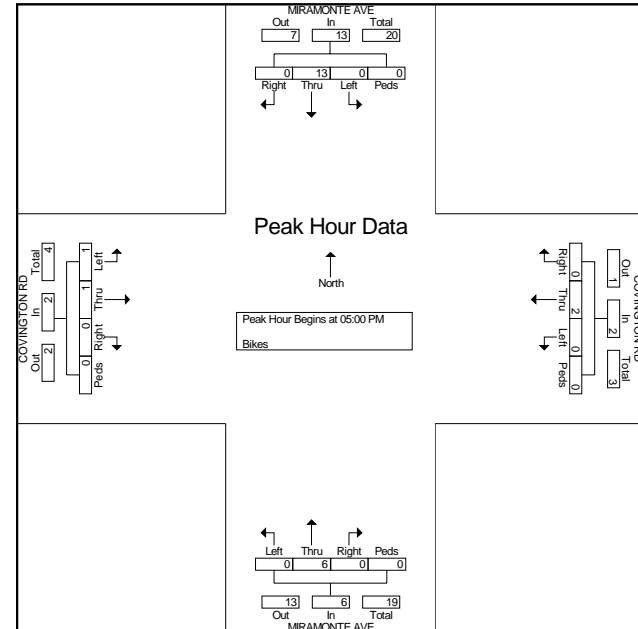 MIRAMONTE AVE
Out In Total
7 13 20
0 13 0 0
Right Thru Left Peds
Peak Hour Data
North
Peak Hour Begins at 05:00 PM
Bikes
COVINGTON RD
Out In Total
2 2 4
Peds Right Thru Left
0 0 1 1
Right Thru Left Peds
0 2 0 0
Out In Total
1 2 3
COVINGTON RD
Left Thru Right Peds
0 6 0 0
13 6 19
Out In Total
MIRAMONTE AVE